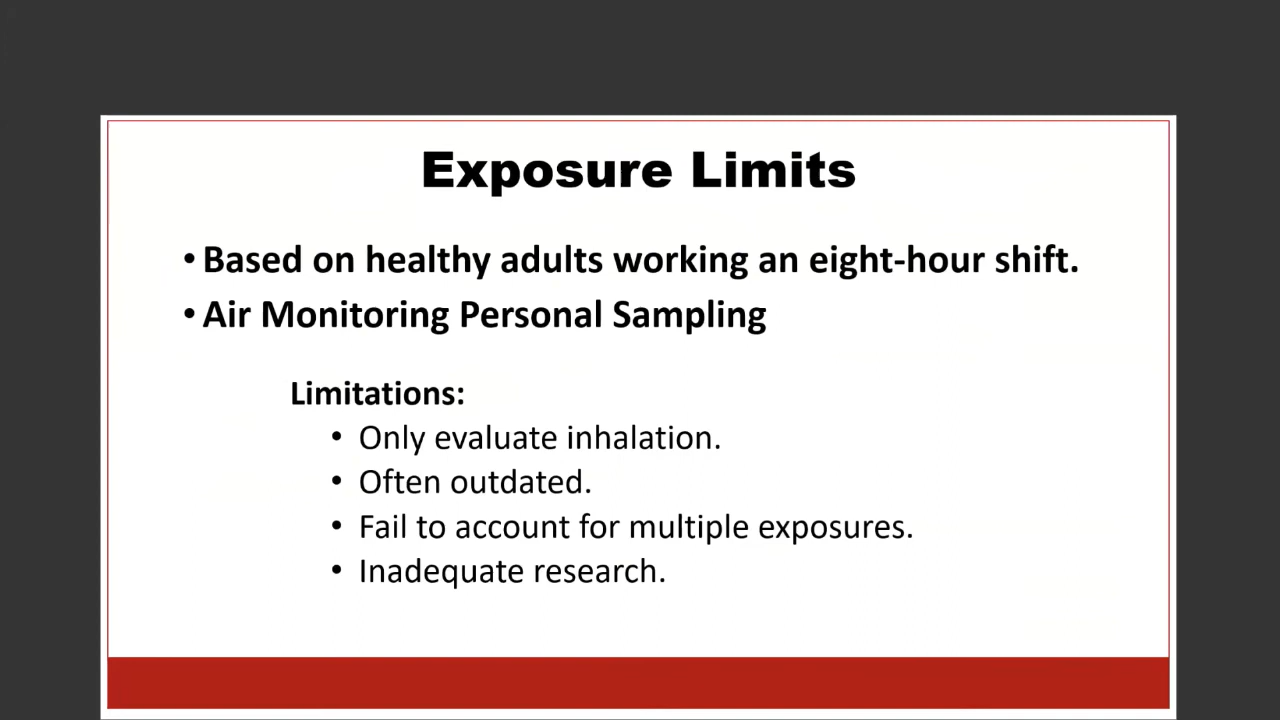 Exposure Limits
• Based on healthy adults working an eight-hour shift.
• Air Monitoring Personal Sampling
Limitations:
• Only evaluate inhalation.
• Often outdated.
• Fail to account for multiple exposures.
• Inadequate research.